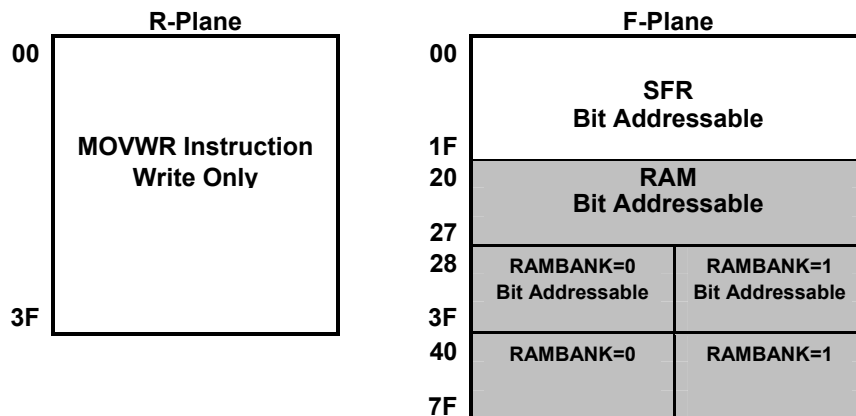 R-Plane
00
MOVWR Instruction
Write Only
3F
F-Plane
00
SFR
Bit Addressable
1F
20
RAM
Bit Addressable
27
28
RAMBANK=0
Bit Addressable
RAMBANK=1
Bit Addressable
3F
40
RAMBANK=0
RAMBANK=1
7F